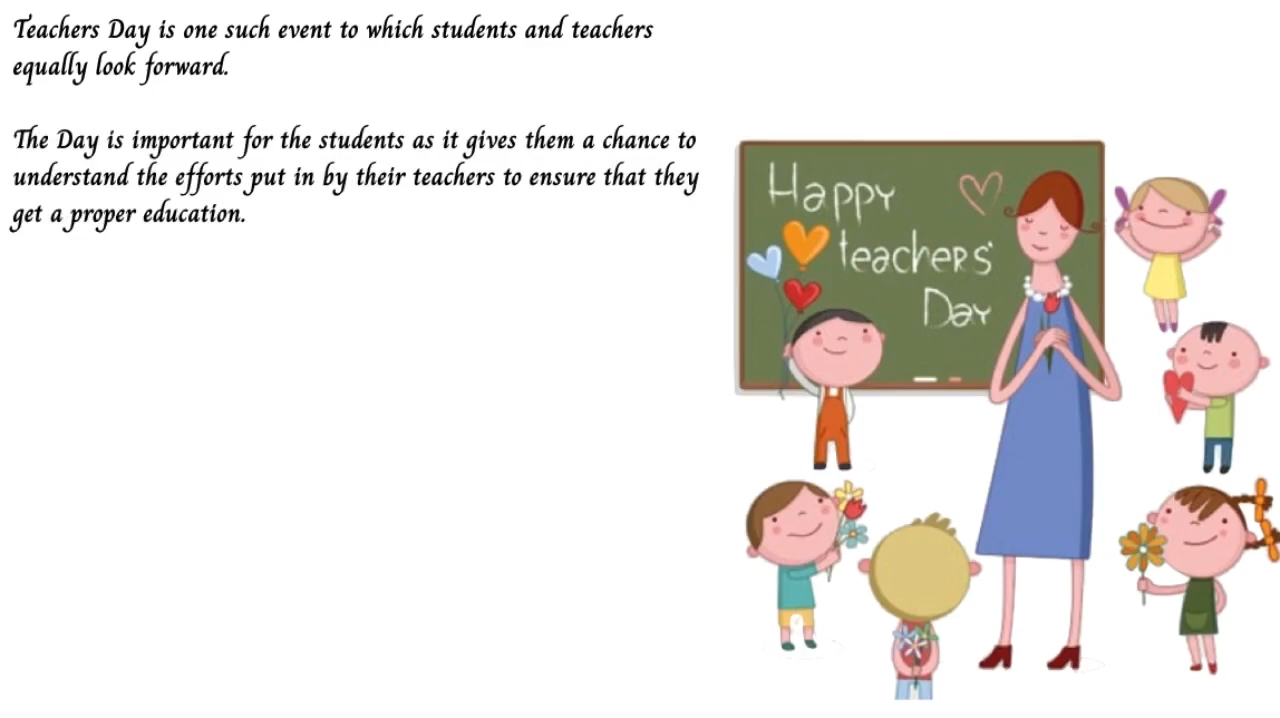 Teachers Day is one such event to which students and teachers
equally look forward.
The Day is important for the students as it gives them a chance to
understand the efforts put in by their teachers to ensure that they
get a proper education.
Happy
teachers'
Day